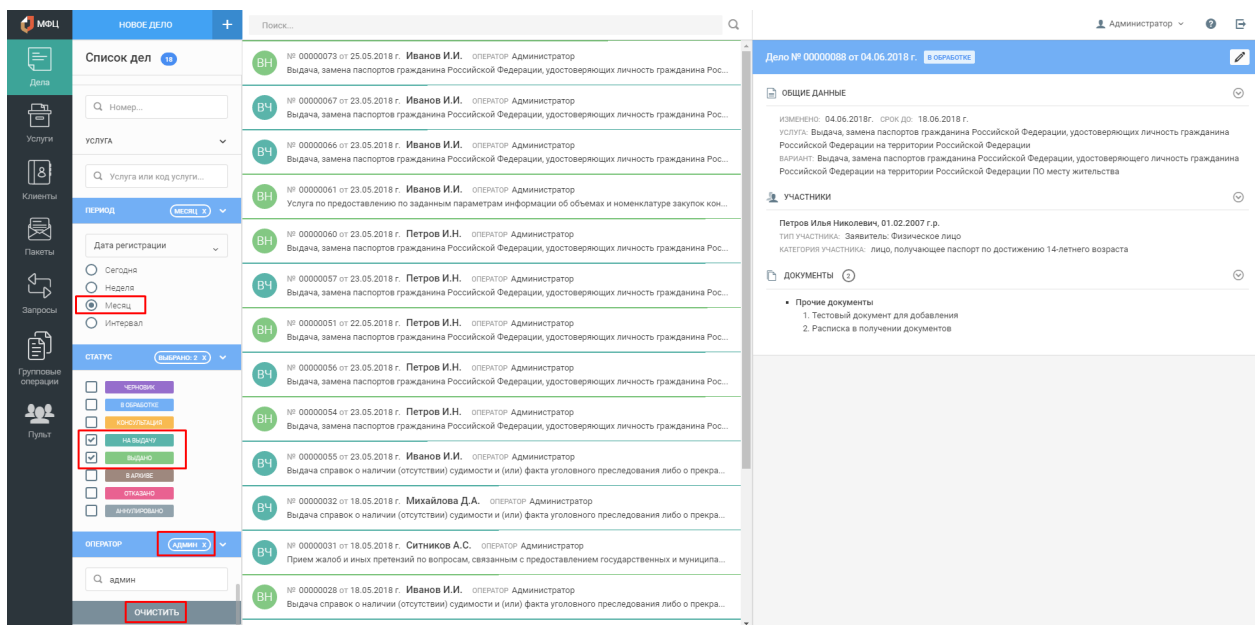 МФЦ
НОВОЕ ДЕЛО +
Поиск...
Администратор
?
Дела
Услуги
Клиенты
Пакеты
Запросы
Групповые
операции
Пульт
Список дел 18
Номер...
УСЛУГА
Услуга или код услуги...
ПЕРИОД МЕСЯЦ X
Дата регистрации
Сегодня
Неделя
Месяц
Интервал
СТАТУС ВЫБРАНО: 2 X
ЧЕРНОВИК
В ОБРАБОТКЕ
КОНСУЛЬТАЦИЯ
НА ВЫДАЧУ
ВЫДАНО
В АРХИВЕ
ОТКАЗАНО
АННУЛИРОВАНО
ОПЕРАТОР АДМИН X
админ
ОЧИСТИТЬ
ВН № 00000073 от 25.05.2018 г. Иванов И.И. ОПЕРАТОР Администратор
Выдача, замена паспортов гражданина Российской Федерации, удостоверяющих личность гражданина Рос...
ВЧ № 00000067 от 23.05.2018 г. Иванов И.И. ОПЕРАТОР Администратор
Выдача, замена паспортов гражданина Российской Федерации, удостоверяющих личность гражданина Рос...
ВЧ № 00000066 от 23.05.2018 г. Иванов И.И. ОПЕРАТОР Администратор
Выдача, замена паспортов гражданина Российской Федерации, удостоверяющих личность гражданина Рос...
ВН № 00000061 от 23.05.2018 г. Иванов И.И. ОПЕРАТОР Администратор
Услуга по предоставлению по заданным параметрам информации об объемах и номенклатуре закупок кон...
ВН № 00000060 от 23.05.2018 г. Петров И.Н. ОПЕРАТОР Администратор
Выдача, замена паспортов гражданина Российской Федерации, удостоверяющих личность гражданина Рос...
ВЧ № 00000057 от 23.05.2018 г. Петров И.Н. ОПЕРАТОР Администратор
Выдача, замена паспортов гражданина Российской Федерации, удостоверяющих личность гражданина Рос...
ВН № 00000051 от 22.05.2018 г. Петров И.Н. ОПЕРАТОР Администратор
Выдача, замена паспортов гражданина Российской Федерации, удостоверяющих личность гражданина Рос...
ВЧ № 00000056 от 23.05.2018 г. Петров И.Н. ОПЕРАТОР Администратор
Выдача, замена паспортов гражданина Российской Федерации, удостоверяющих личность гражданина Рос...
ВН № 00000054 от 23.05.2018 г. Петров И.Н. ОПЕРАТОР Администратор
Выдача, замена паспортов гражданина Российской Федерации, удостоверяющих личность гражданина Рос...
ВЧ № 00000055 от 23.05.2018 г. Иванов И.И. ОПЕРАТОР Администратор
Выдача справок о наличии (отсутствии) судимости и (или) факта уголовного преследования либо о прекра...
ВЧ № 00000032 от 18.05.2018 г. Михайлова Д.А. ОПЕРАТОР Администратор
Выдача справок о наличии (отсутствии) судимости и (или) факта уголовного преследования либо о прекра...
ВЧ № 00000031 от 18.05.2018 г. Ситников А.С. ОПЕРАТОР Администратор
Прием жалоб и иных претензий по вопросам, связанным с предоставлением государственных и муниципа...
ВН № 00000028 от 18.05.2018 г. Иванов И.И. ОПЕРАТОР Администратор
Выдача справок о наличии (отсутствии) судимости и (или) факта уголовного преследования либо о прекра...
Дело № 00000088 от 04.06.2018 г. В ОБРАБОТКЕ
ОБЩИЕ ДАННЫЕ
ИЗМЕНЕНО: 04.06.2018г. СРОК ДО: 18.06.2018 г.
УСЛУГА: Выдача, замена паспортов гражданина Российской Федерации, удостоверяющих личность гражданина
Российской Федерации на территории Российской Федерации
ВАРИАНТ: Выдача, замена паспортов гражданина Российской Федерации, удостоверяющего личность гражданина
Российской Федерации на территории Российской Федерации ПО месту жительства
УЧАСТНИКИ
Петров Илья Николевич, 01.02.2007 г.р.
ТИП УЧАСТНИКА: Заявитель: Физическое лицо
КАТЕГОРИЯ УЧАСТНИКА: лицо, получающее паспорт по достижению 14-летнего возраста
ДОКУМЕНТЫ 2
▪ Прочие документы
1. Тестовый документ для добавления
2. Расписка в получении документов